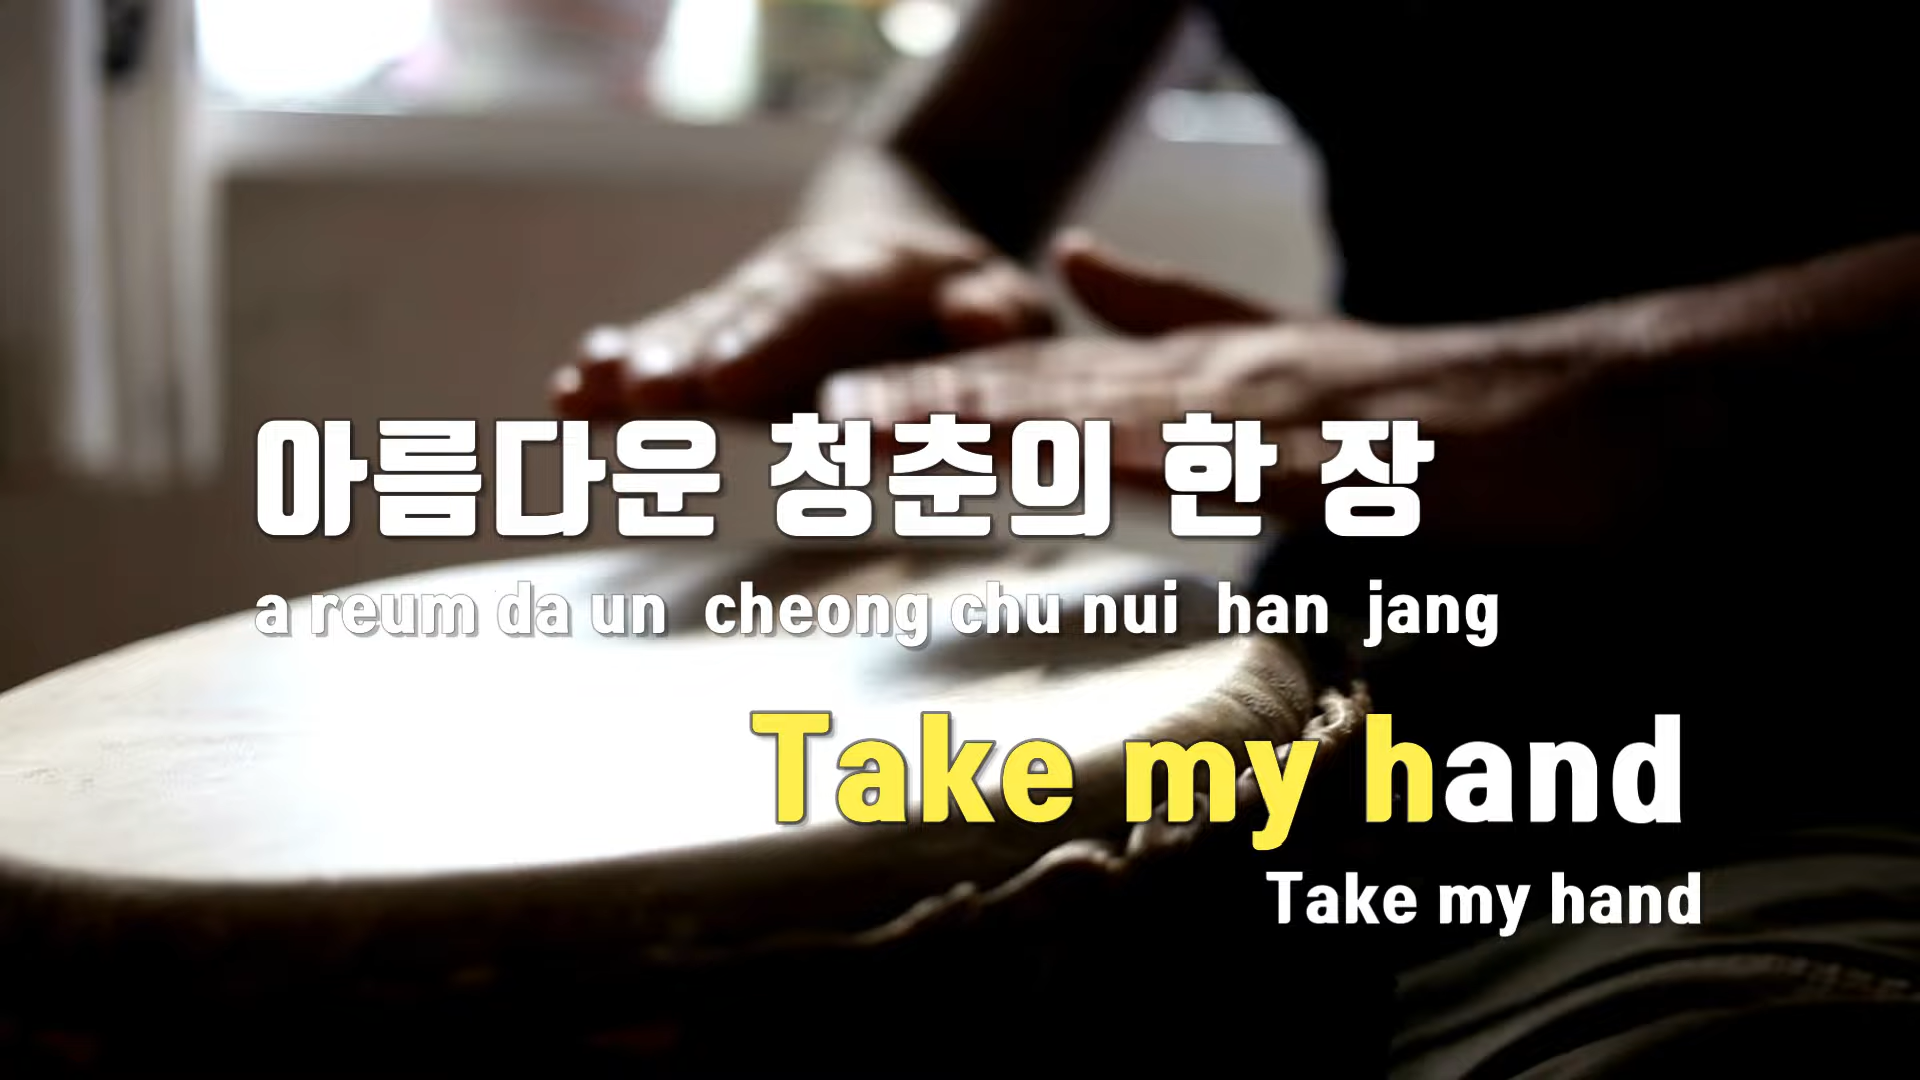 아름다운 청춘의 한 장
a reum da un cheong chu nui han jang
Take my hand
Take my hand